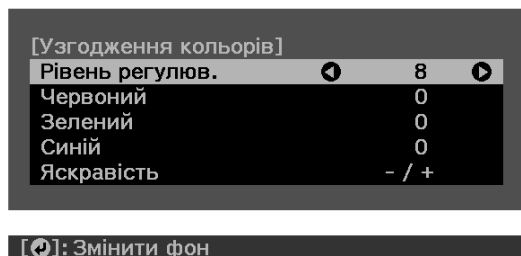 [Узгодження кольорів]
Рівень регулюв. 8
Червоний 0
Зелений 0
Синій 0
Яскравість - / +
[↵]: Змінити фон